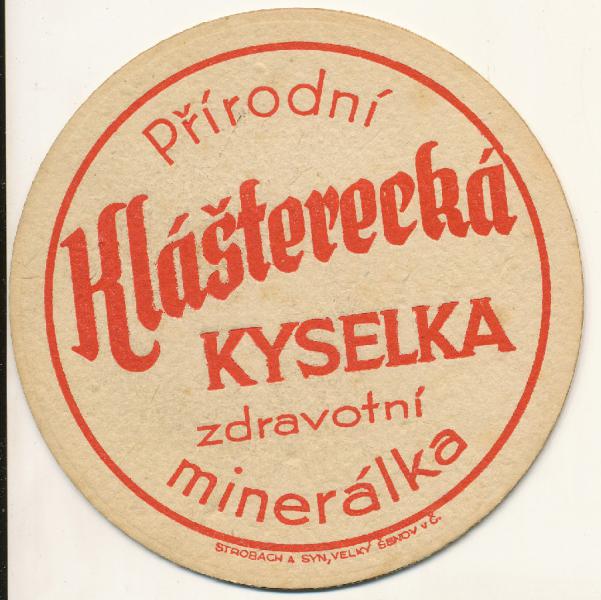 Přírodní
Klášterecká
KYSELKA
zdravotní
minerálka
STROBACH A SYN, VELKÝ ŠENOV v Č.